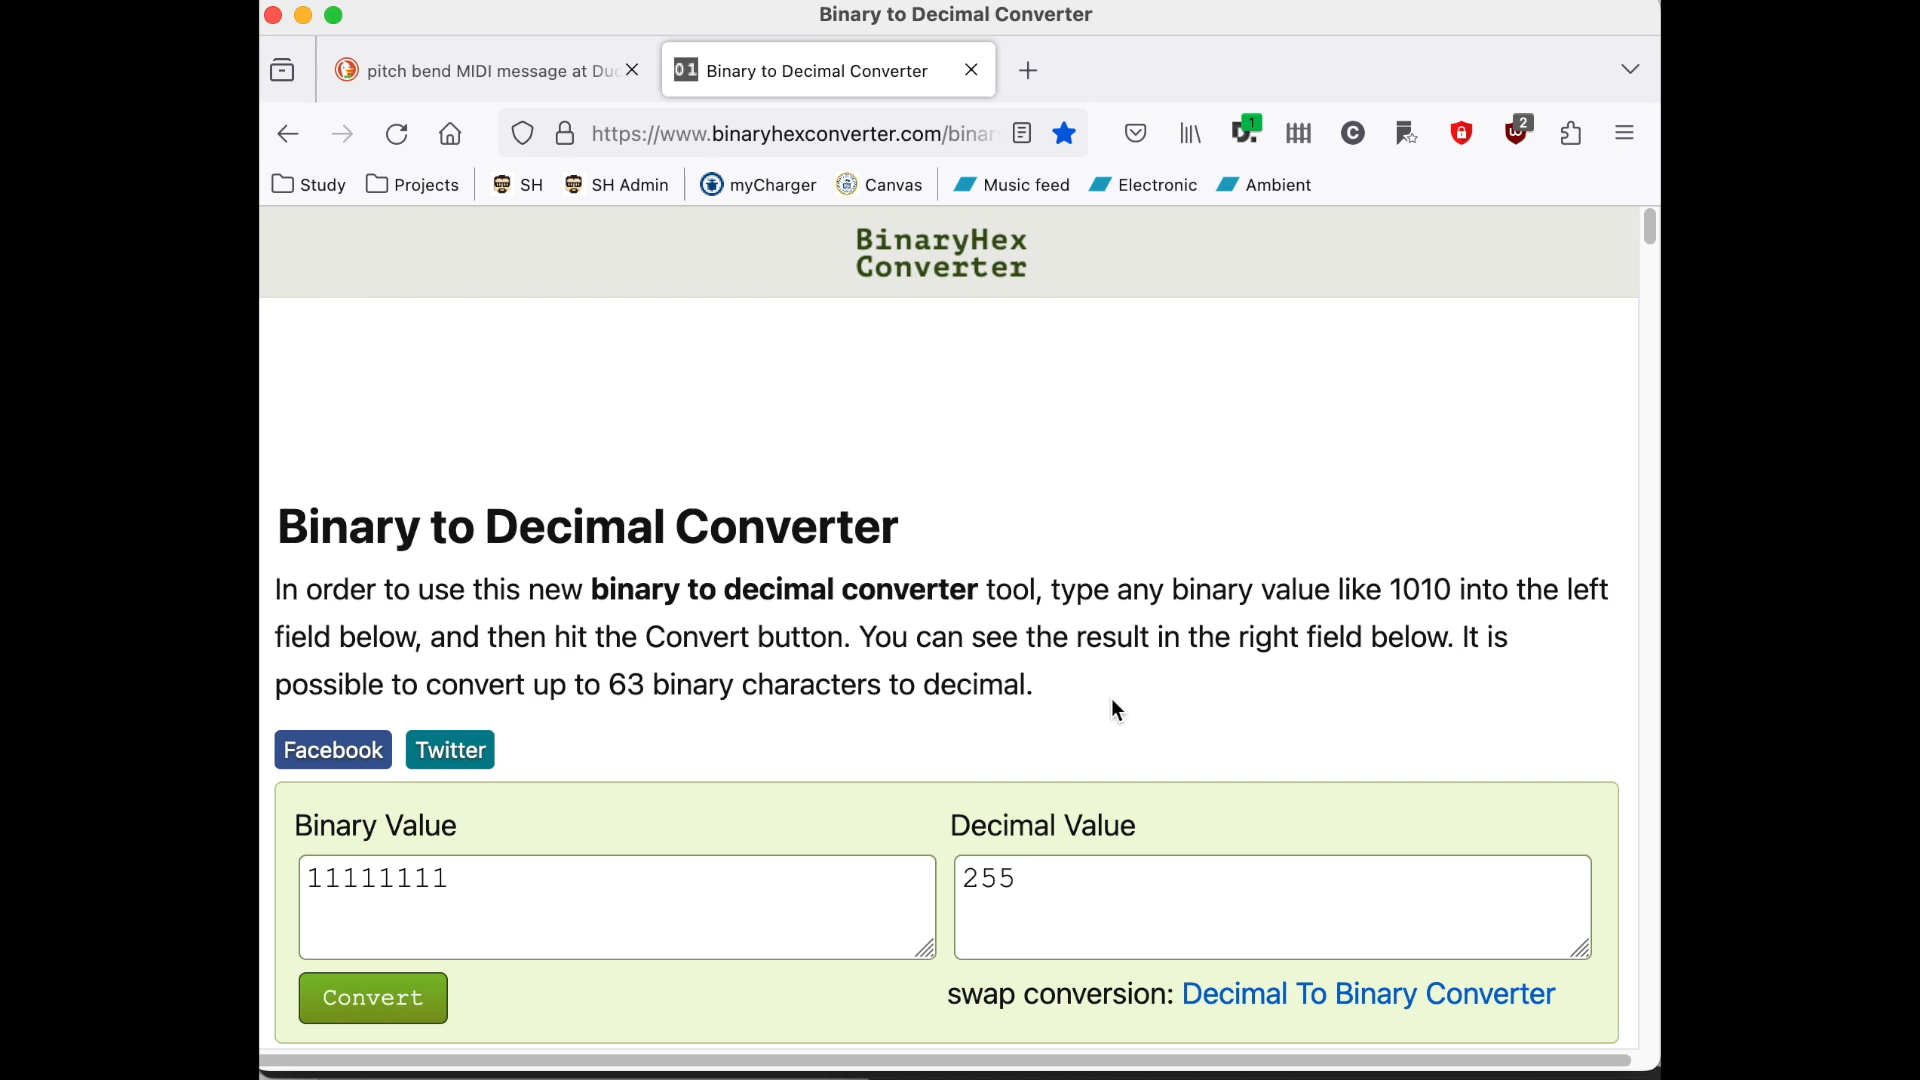 Binary to Decimal Converter
pitch bend MIDI message at Du
01 Binary to Decimal Converter
https://www.binaryhexconverter.com/binar
1
C
2
Study
Projects
SH
SH Admin
myCharger
Canvas
Music feed
Electronic
Ambient
BinaryHex
Converter
Binary to Decimal Converter
In order to use this new binary to decimal converter tool, type any binary value like 1010 into the left
field below, and then hit the Convert button. You can see the result in the right field below. It is
possible to convert up to 63 binary characters to decimal.
Facebook
Twitter
Binary Value
Decimal Value
11111111
255
Convert
swap conversion: Decimal To Binary Converter